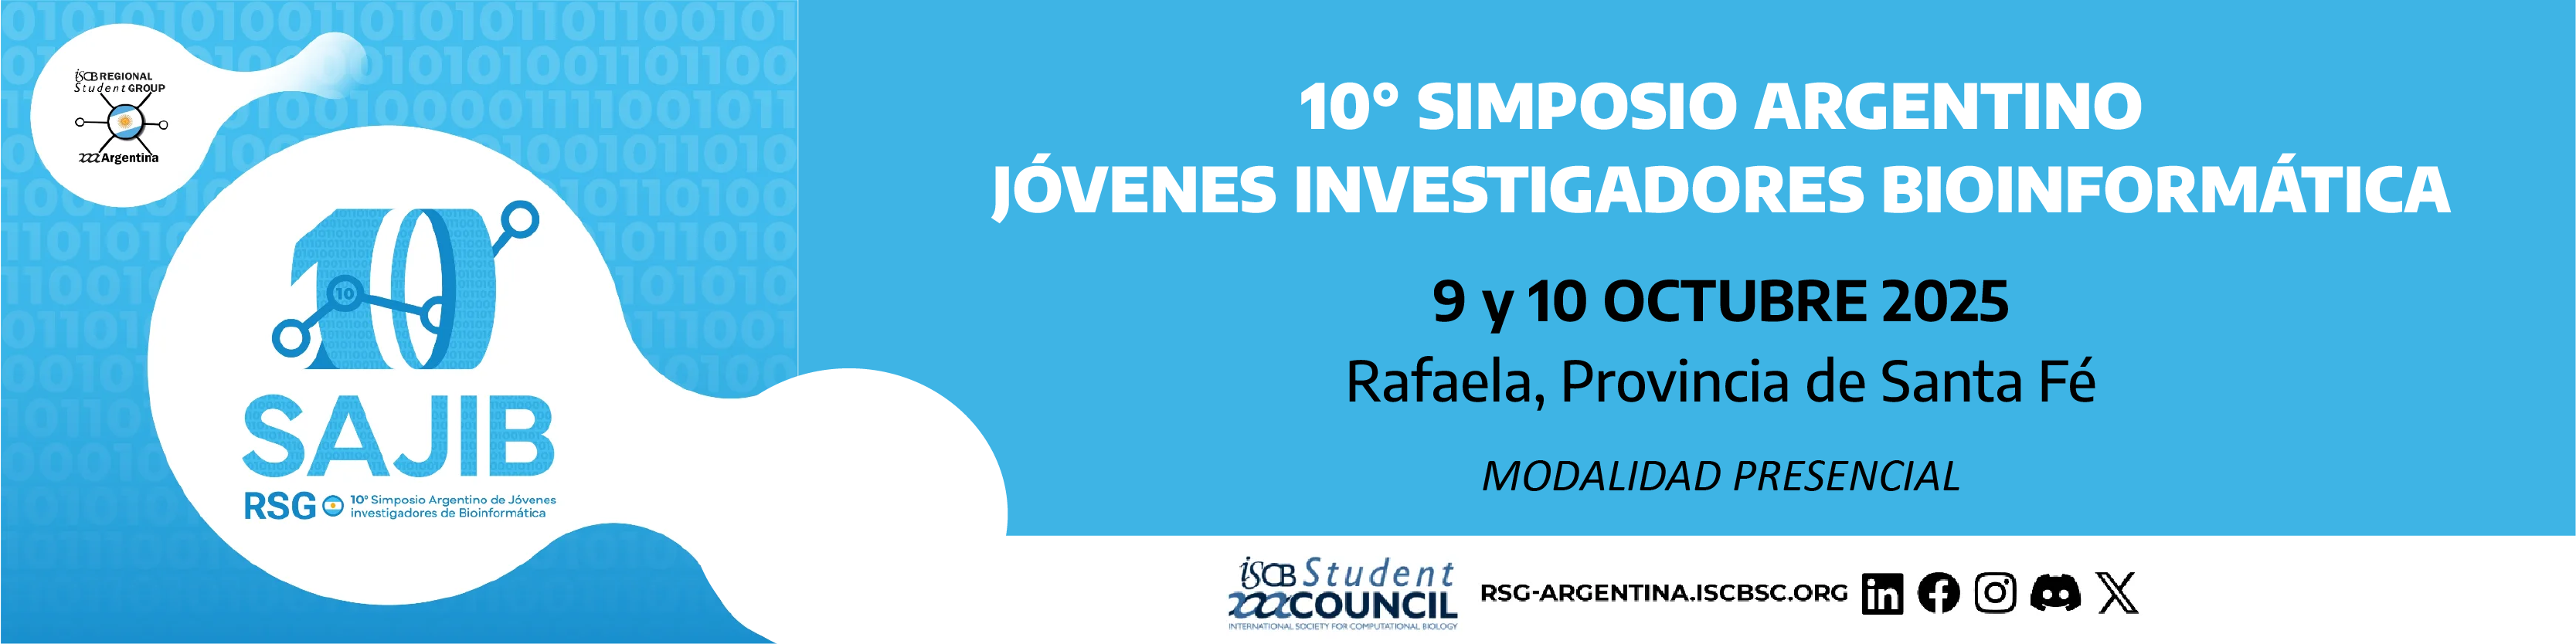 iSCB REGIONAL
Student GROUP
Argentina
10
SAJIB
RSG 10° Simposio Argentino de Jóvenes
investigadores de Bioinformática
10° SIMPOSIO ARGENTINO
JÓVENES INVESTIGADORES BIOINFORMÁTICA
9 y 10 OCTUBRE 2025
Rafaela, Provincia de Santa Fé
MODALIDAD PRESENCIAL
iSCB Student
COUNCIL
INTERNATIONAL SOCIETY FOR COMPUTATIONAL BIOLOGY
RSG-ARGENTINA.ISCBSC.ORG